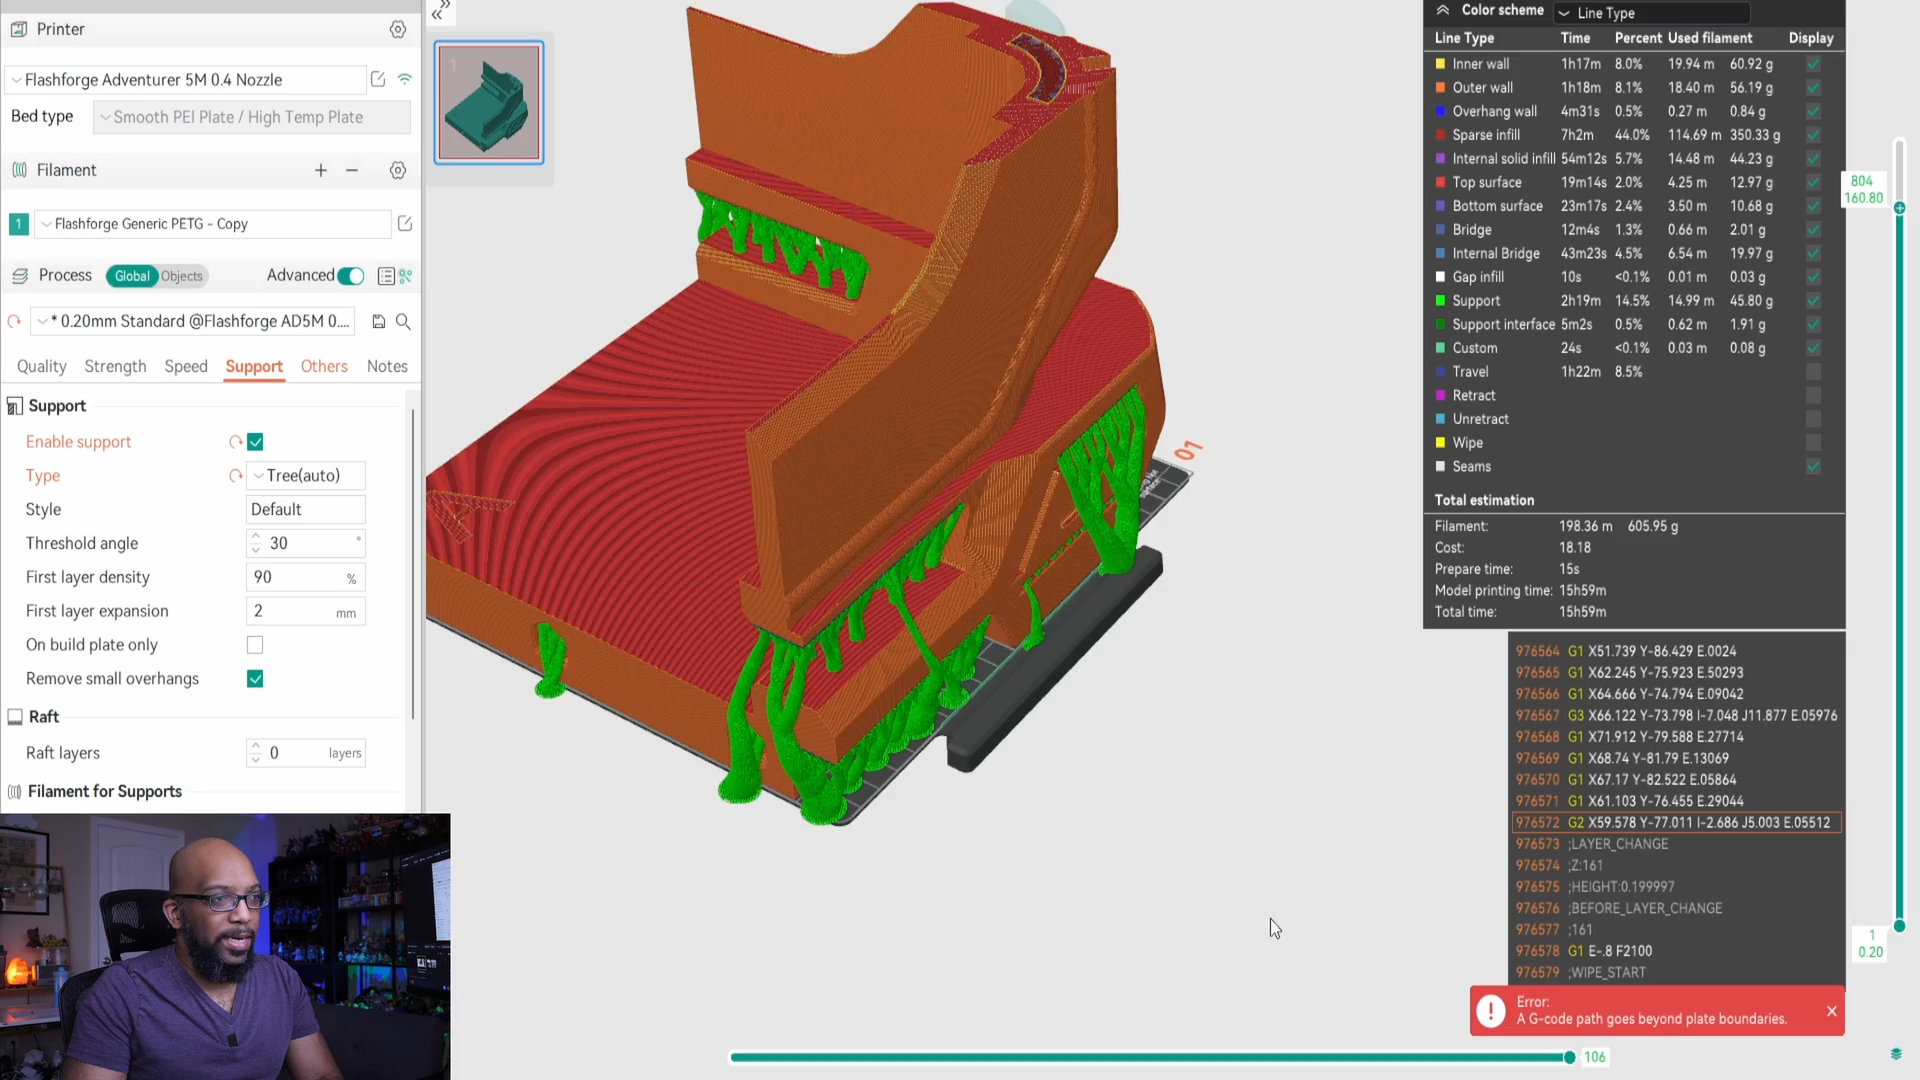 Printer
Flashforge Adventurer 5M 0.4 Nozzle
Bed type
Smooth PEI Plate / High Temp Plate
Filament
1
Flashforge Generic PETG - Copy
Process
Global
Objects
Advanced
* 0.20mm Standard @Flashforge AD5M 0....
Quality
Strength
Speed
Support
Others
Notes
Support
Enable support
Type
Tree(auto)
Style
Default
Threshold angle
30
°
First layer density
90
%
First layer expansion
2
mm
On build plate only
Remove small overhangs
Raft
Raft layers
0
layers
Filament for Supports
1
01
Color scheme
Line Type
Line Type Time Percent Used filament Display
Inner wall 1h17m 8.0% 19.94 m 60.92 g
Outer wall 1h18m 8.1% 18.40 m 56.19 g
Overhang wall 4m31s 0.5% 0.27 m 0.84 g
Sparse infill 7h2m 44.0% 114.69 m 350.33 g
Internal solid infill 54m12s 5.7% 14.48 m 44.23 g
Top surface 19m14s 2.0% 4.25 m 12.97 g
Bottom surface 23m17s 2.4% 3.50 m 10.68 g
Bridge 12m4s 1.3% 0.66 m 2.01 g
Internal Bridge 43m23s 4.5% 6.54 m 19.97 g
Gap infill 10s <0.1% 0.01 m 0.03 g
Support 2h19m 14.5% 14.99 m 45.80 g
Support interface 5m2s 0.5% 0.62 m 1.91 g
Custom 24s <0.1% 0.03 m 0.08 g
Travel 1h22m 8.5%
Retract
Unretract
Wipe
Seams
Total estimation
Filament: 198.36 m 605.95 g
Cost: 18.18
Prepare time: 15s
Model printing time: 15h59m
Total time: 15h59m
804
160.80
976564 G1 X51.739 Y-86.429 E.0024
976565 G1 X62.245 Y-75.923 E.50293
976566 G1 X64.666 Y-74.794 E.09042
976567 G3 X66.122 Y-73.798 I-7.048 J11.877 E.05976
976568 G1 X71.912 Y-79.588 E.27714
976569 G1 X68.74 Y-81.79 E.13069
976570 G1 X67.17 Y-82.522 E.05864
976571 G1 X61.103 Y-76.455 E.29044
976572 G2 X59.578 Y-77.011 I-2.686 J5.003 E.05512
976573 ;LAYER_CHANGE
976574 ;Z:161
976575 ;HEIGHT:0.199997
976576 ;BEFORE_LAYER_CHANGE
976577 ;161
976578 G1 E-.8 F2100
976579 ;WIPE_START
1
0.20
Error:
A G-code path goes beyond plate boundaries.
106